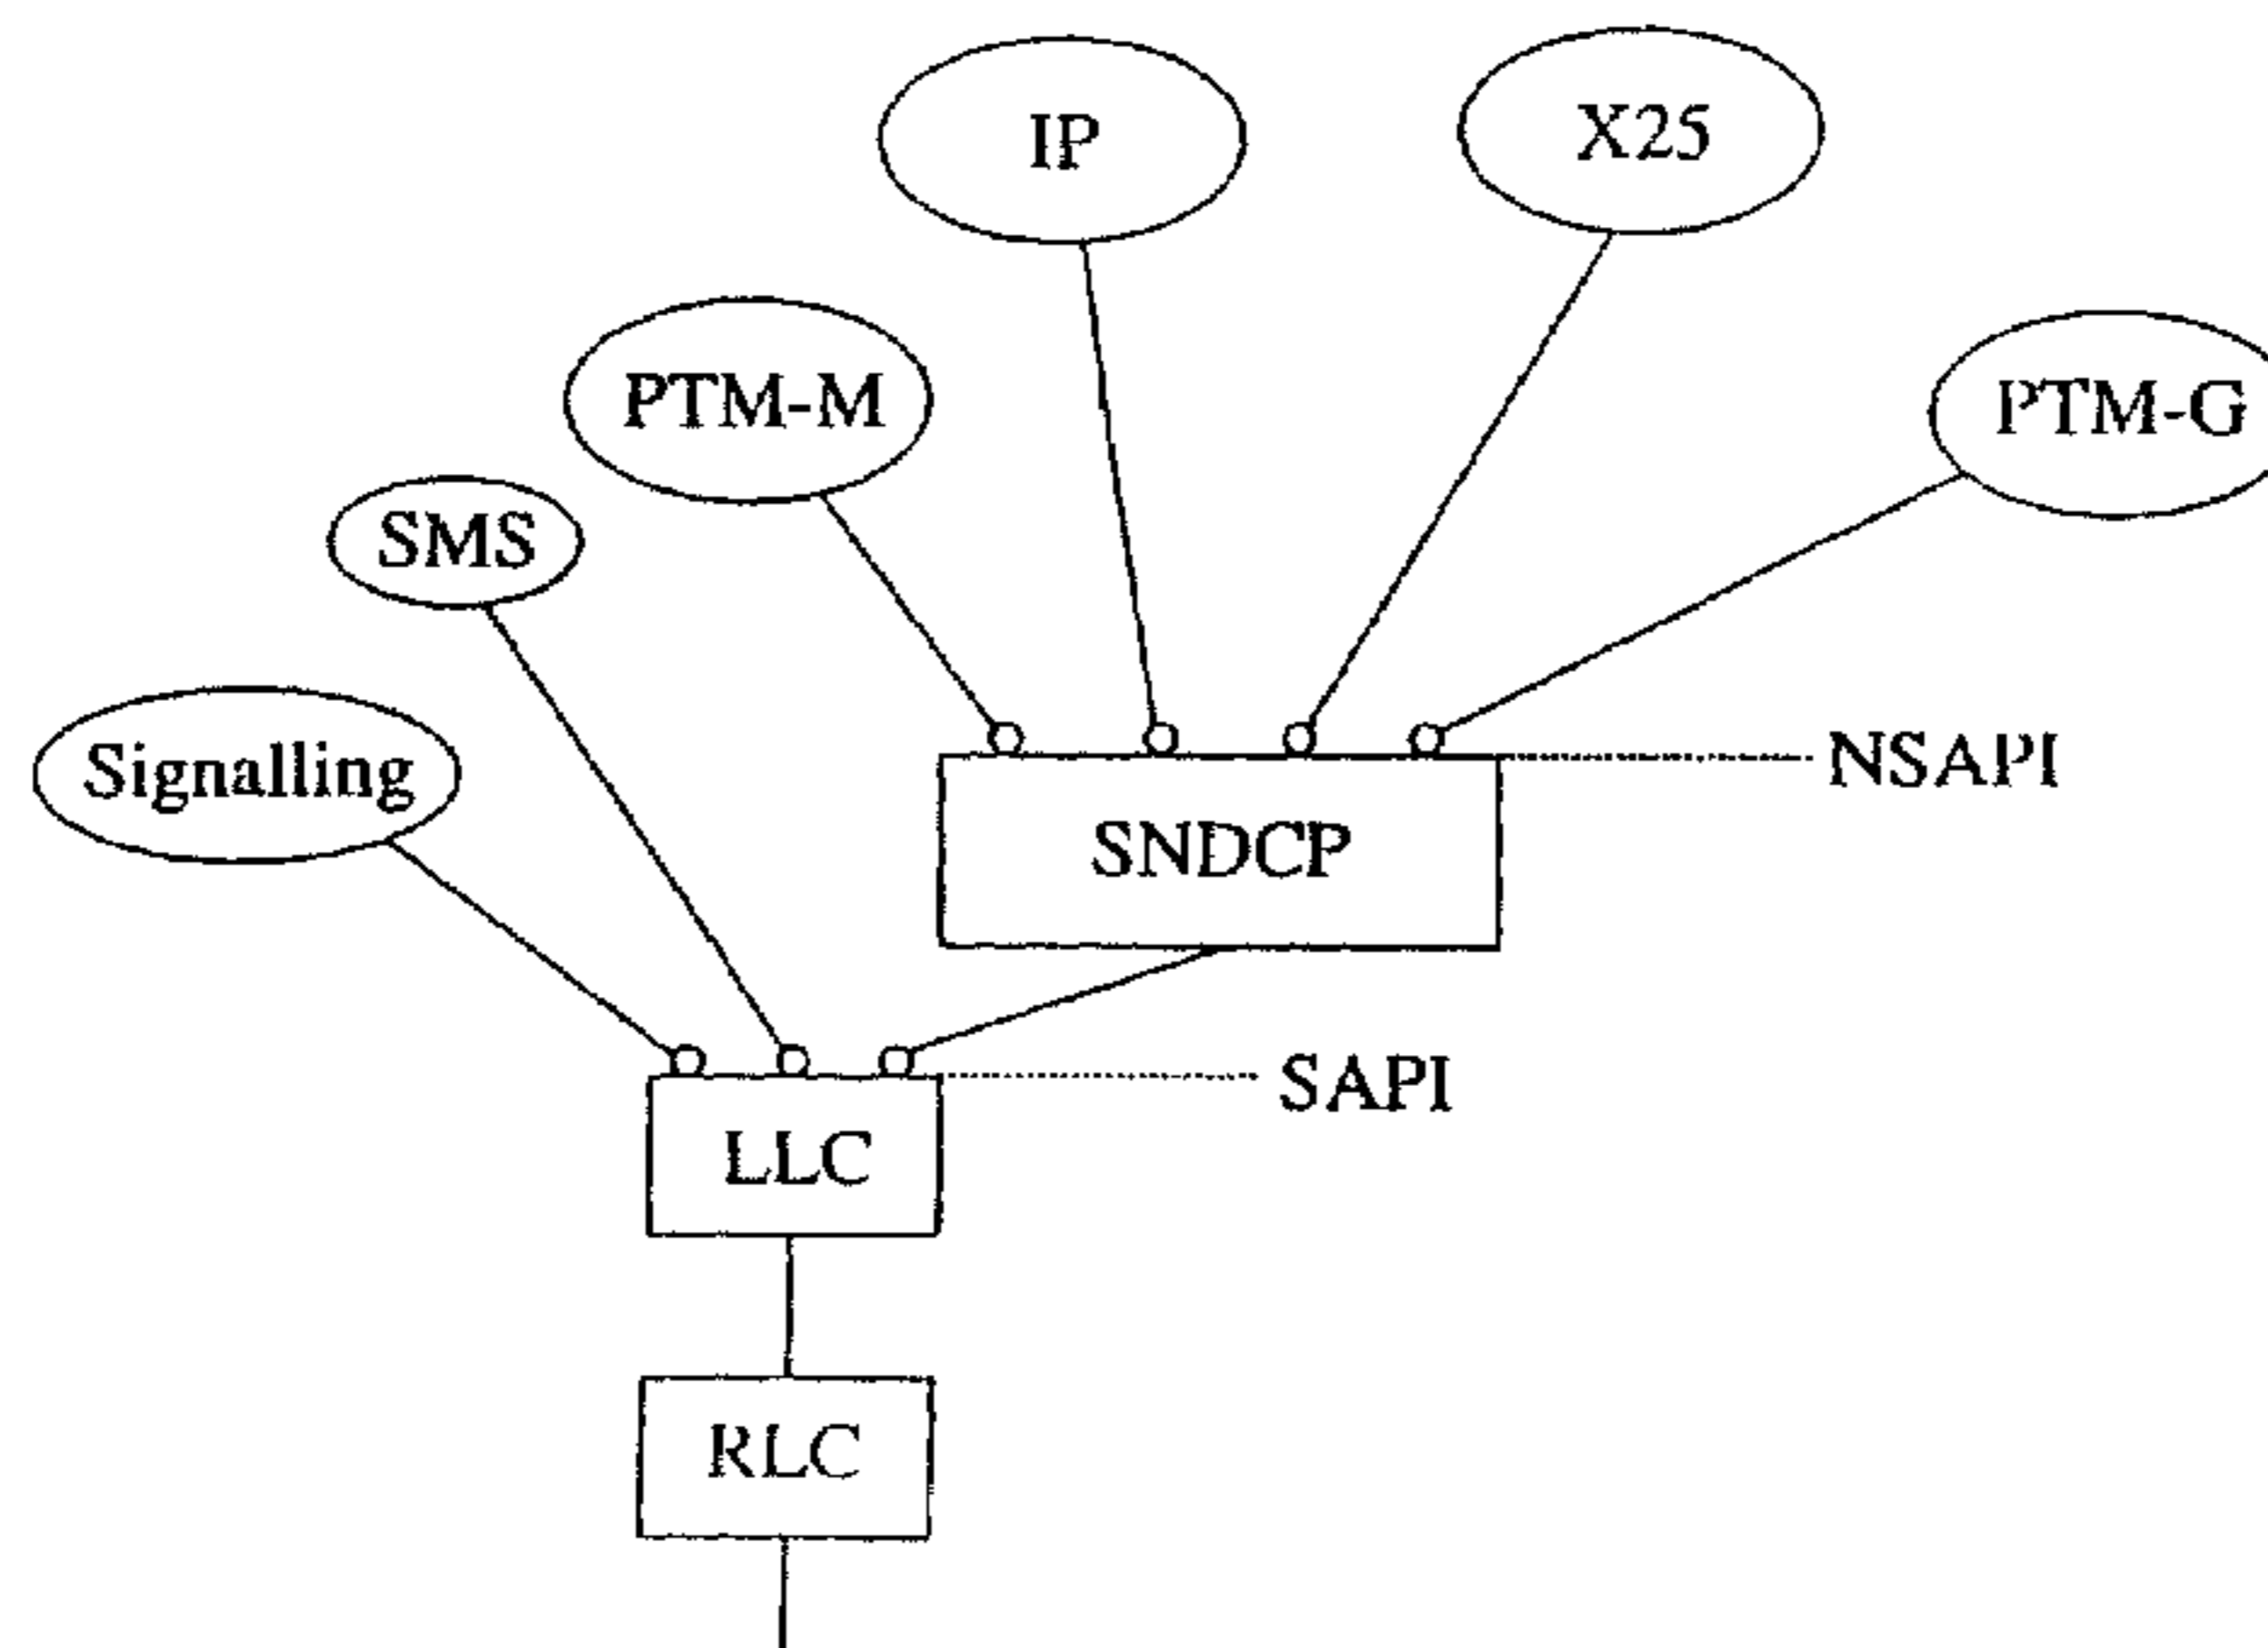 IP
X25
PTM-M
PTM-G
SMS
Signalling
NSAPI
SNDCP
SAPI
LLC
RLC